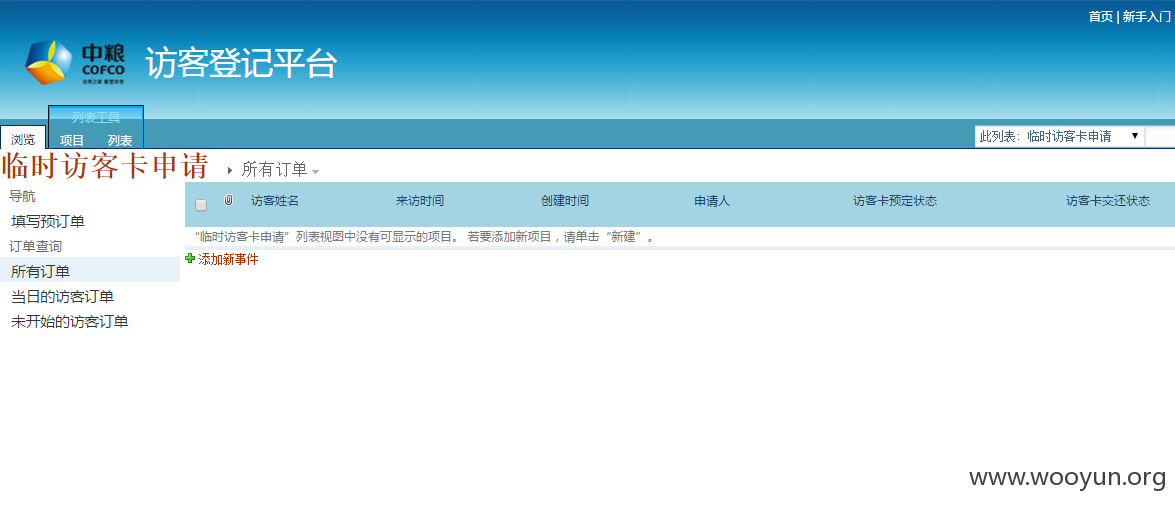 首页 | 新手入门
中粮
COFCO
访客登记平台
列表工具
浏览 项目 列表
此列表: 临时访客卡申请
临时访客卡申请 所有订单
导航
填写预订单
订单查询
所有订单
当日的访客订单
未开始的访客订单
访客姓名 来访时间 创建时间 申请人 访客卡预定状态 访客卡交还状态
“临时访客卡申请”列表视图中没有可显示的项目。 若要添加新项目，请单击“新建”。
添加新事件
www.wooyun.org